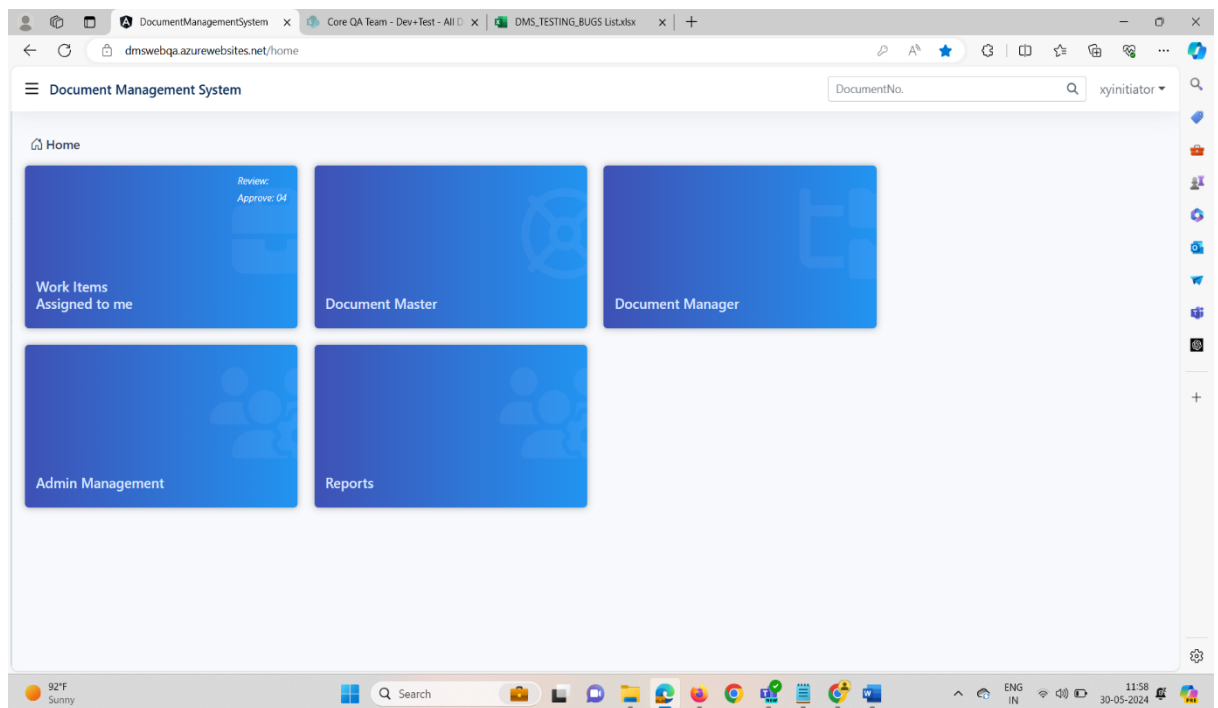 DocumentManagementSystem
Core QA Team - Dev+Test - All D
DMS_TESTING_BUGS List.xlsx
dmswebqa.azurewebsites.net/home
Document Management System
DocumentNo.
xyinitiator
Home
Review:
Approve: 04
Work Items
Assigned to me
Document Master
Document Manager
Admin Management
Reports
92°F
Sunny
Search
NEW
ENG
IN
11:58
30-05-2024
PRE